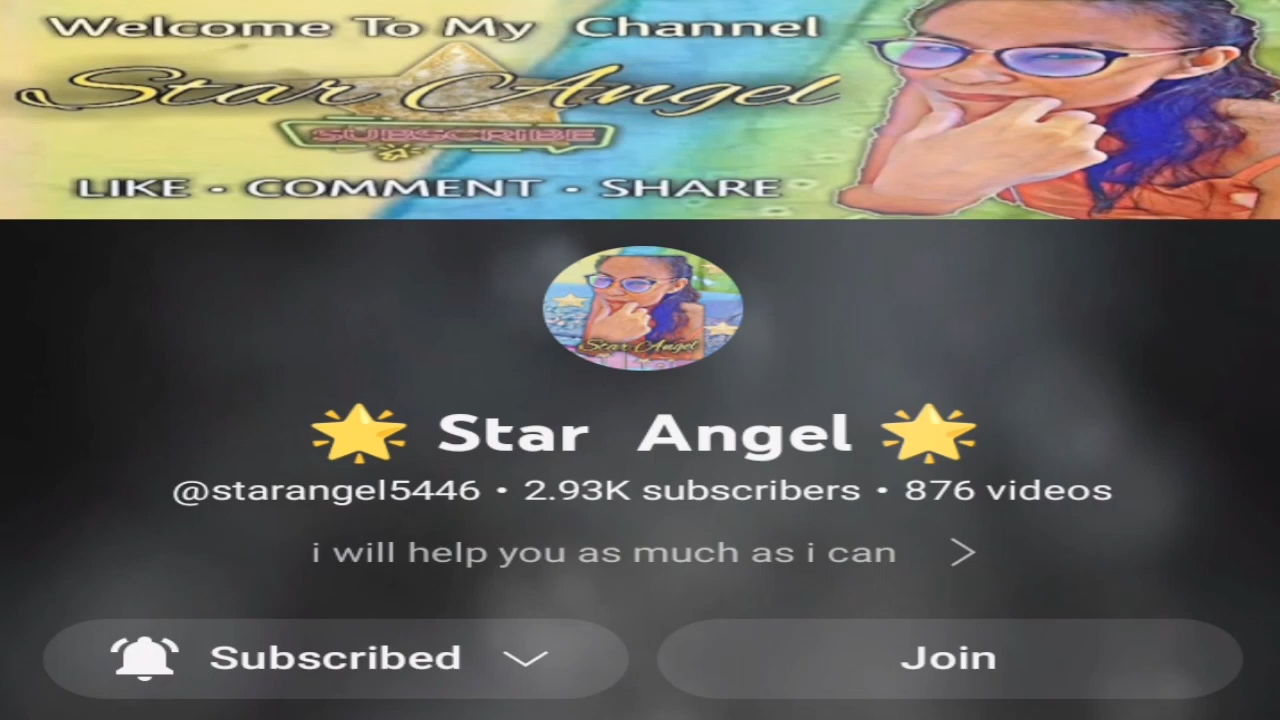 Welcome To My Channel
Star Angel
SUBSCRIBE
LIKE • COMMENT • SHARE
Star Angel
🌟 Star Angel 🌟
@starangel5446 • 2.93K subscribers • 876 videos
i will help you as much as i can
Subscribed
Join